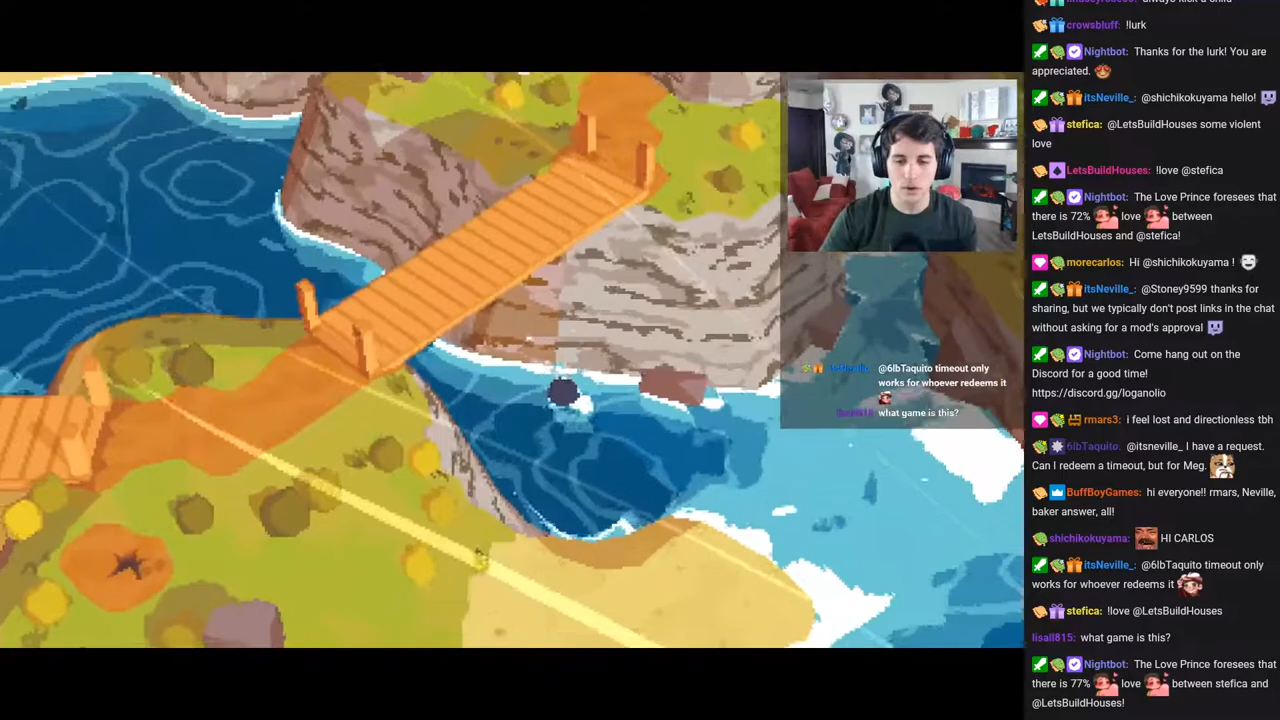 crowsbluff: !lurk
Nightbot: Thanks for the lurk! You are
appreciated.
itsNeville_: @shichikokuyama hello!
stefica: @LetsBuildHouses some violent
love
LetsBuildHouses: !love @stefica
Nightbot: The Love Prince foresees that
there is 72% love between
LetsBuildHouses and @stefica!
morecarlos: Hi @shichikokuyama !
itsNeville_: @Stoney9599 thanks for
sharing, but we typically don't post links in the chat
without asking for a mod's approval
Nightbot: Come hang out on the
Discord for a good time!
https://discord.gg/loganolio
rmars3: i feel lost and directionless tbh
6lbTaquito: @itsneville_ I have a request.
Can I redeem a timeout, but for Meg.
BuffBoyGames: hi everyone!! rmars, Neville,
baker answer, all!
shichikokuyama: HI CARLOS
itsNeville_: @6lbTaquito timeout only
works for whoever redeems it
stefica: !love @LetsBuildHouses
lisall815: what game is this?
Nightbot: The Love Prince foresees that
there is 77% love between stefica and
@LetsBuildHouses!
@6lbTaquito timeout only
works for whoever redeems it
what game is this?